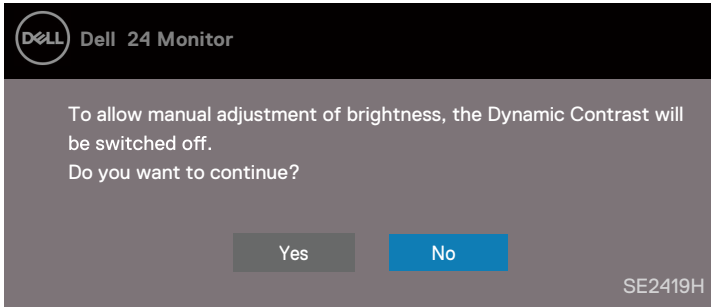 DELL
Dell 24 Monitor
To allow manual adjustment of brightness, the Dynamic Contrast will
be switched off.
Do you want to continue?
Yes
No
SE2419H